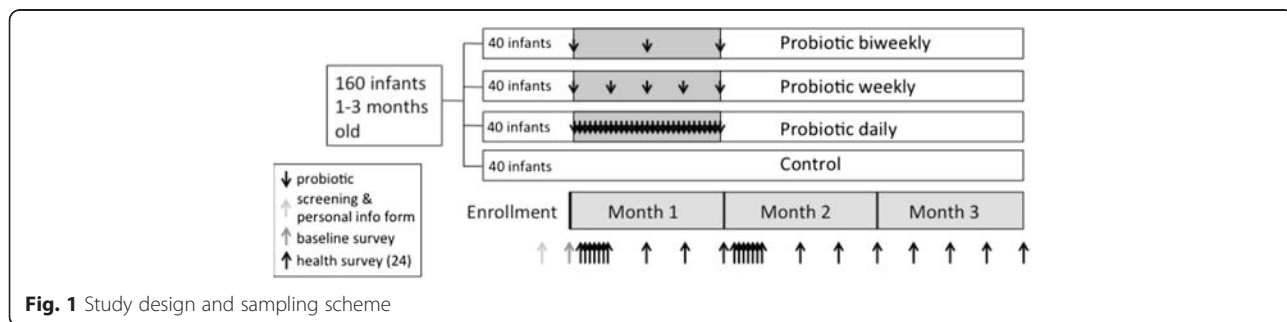 40 infants
Probiotic biweekly
160 infants
1-3 months
old
40 infants
Probiotic weekly
40 infants
Probiotic daily
40 infants
Control
probiotic
screening &
personal info form
baseline survey
health survey (24)
Enrollment
Month 1
Month 2
Month 3
Fig. 1 Study design and sampling scheme